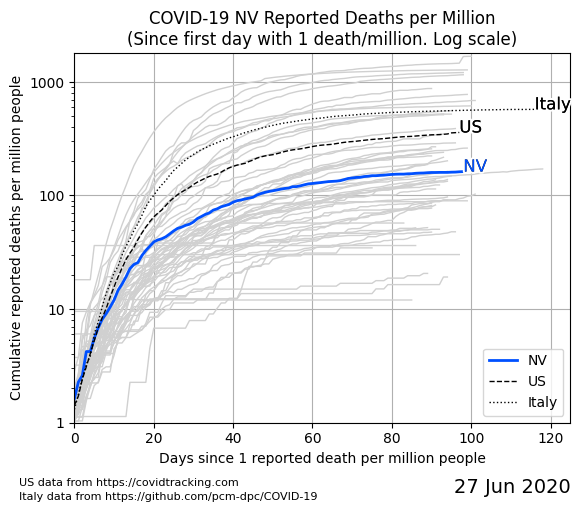 COVID-19 NV Reported Deaths per Million
(Since first day with 1 death/million. Log scale)
Cumulative reported deaths per million people
1000
100
10
1
Italy
US
NV
NV
US
Italy
0 20 40 60 80 100 120
Days since 1 reported death per million people
US data from https://covidtracking.com
Italy data from https://github.com/pcm-dpc/COVID-19
27 Jun 2020